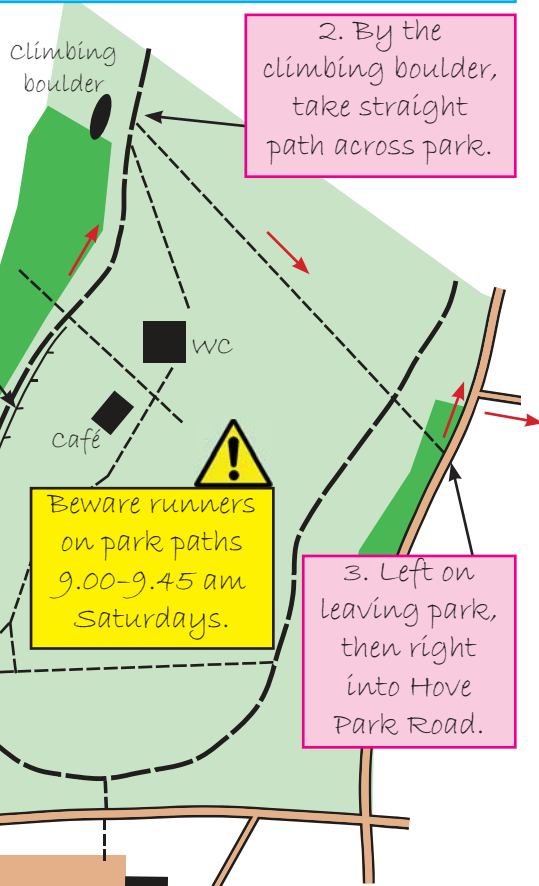 Climbing
boulder
2. By the
climbing boulder,
take straight
path across park.
WC
Café
Beware runners
on park paths
9.00-9.45 am
Saturdays.
3. Left on
leaving park,
then right
into Hove
Park Road.